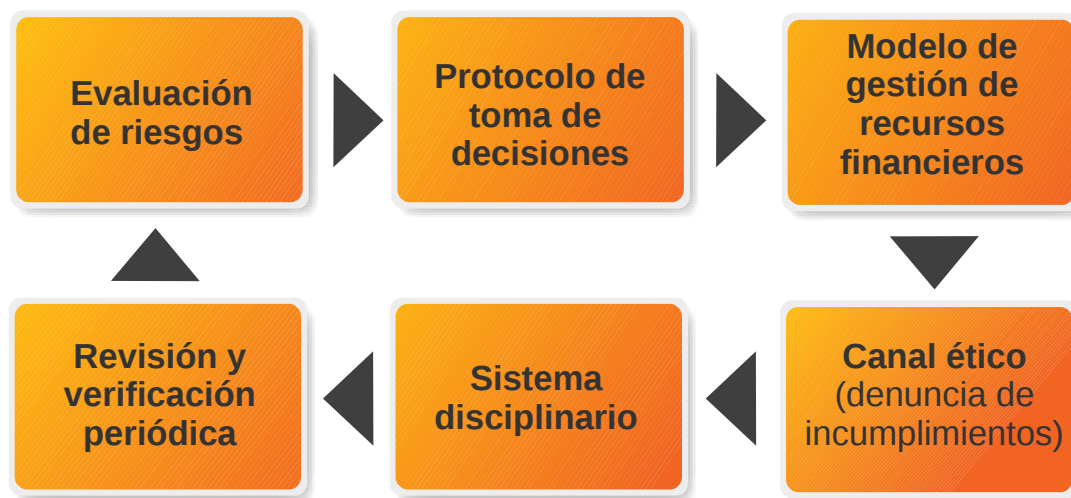 Evaluación
de riesgos
Protocolo de
toma de
decisiones
Modelo de
gestión de
recursos
financieros
Canal ético
(denuncia de
incumplimientos)
Sistema
disciplinario
Revisión y
verificación
periódica